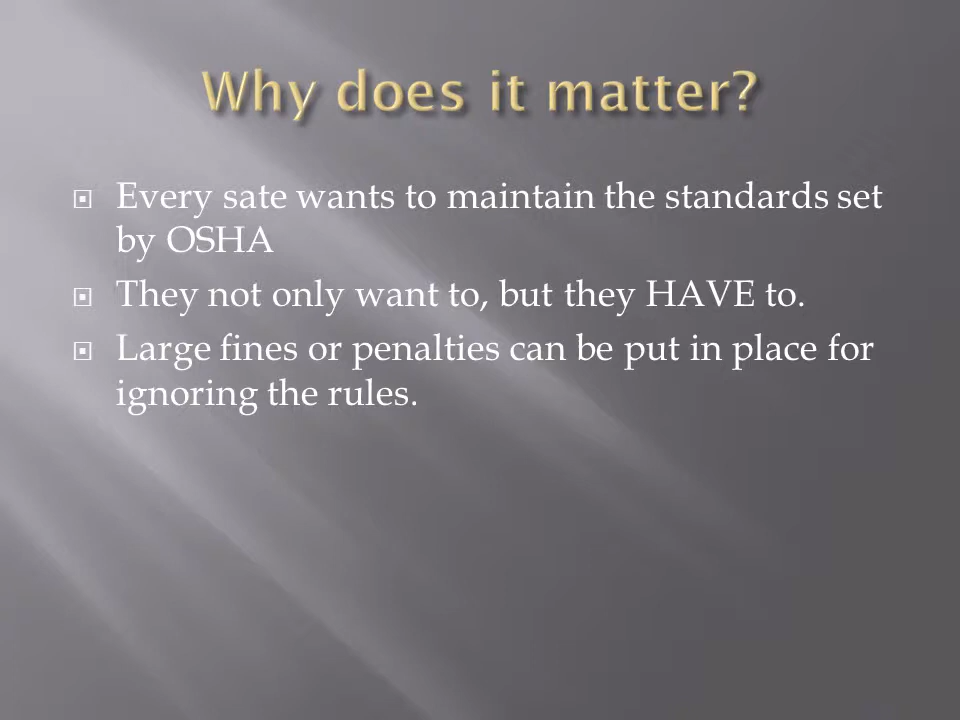 Why does it matter?
Every sate wants to maintain the standards set
by OSHA
They not only want to, but they HAVE to.
Large fines or penalties can be put in place for
ignoring the rules.